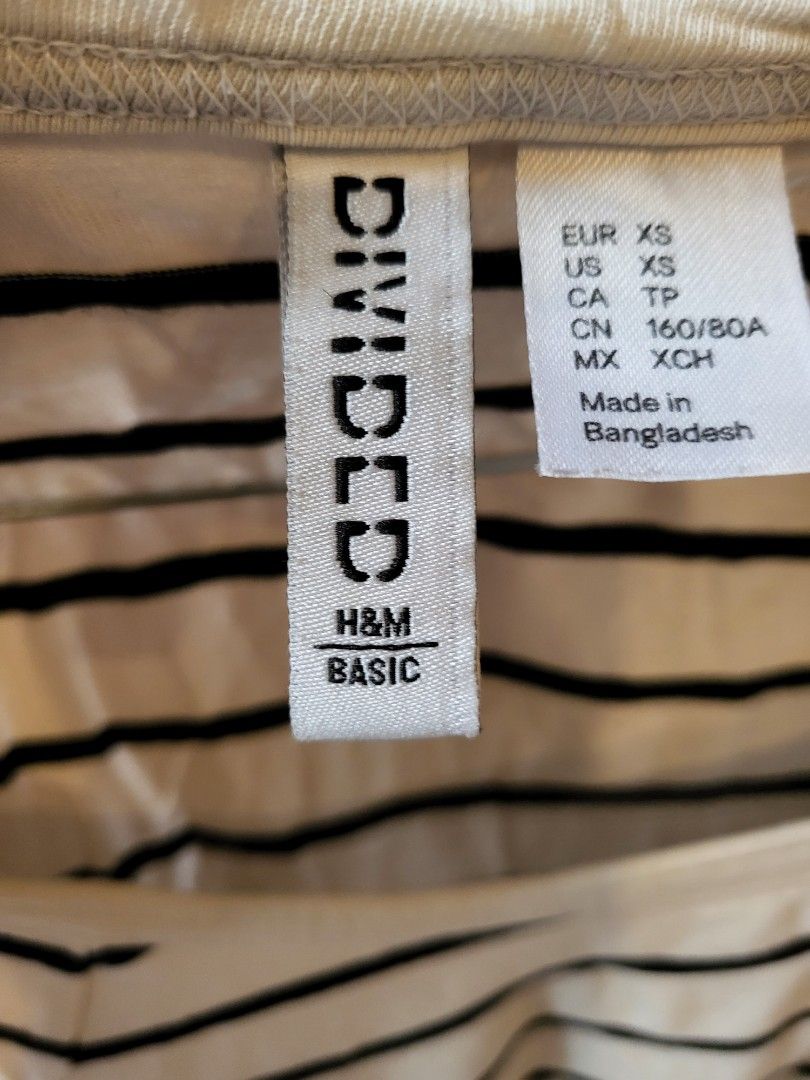 DIVIDED
H&M
BASIC
EUR XS
US XS
CA TP
CN 160/80A
MX XCH
Made in
Bangladesh